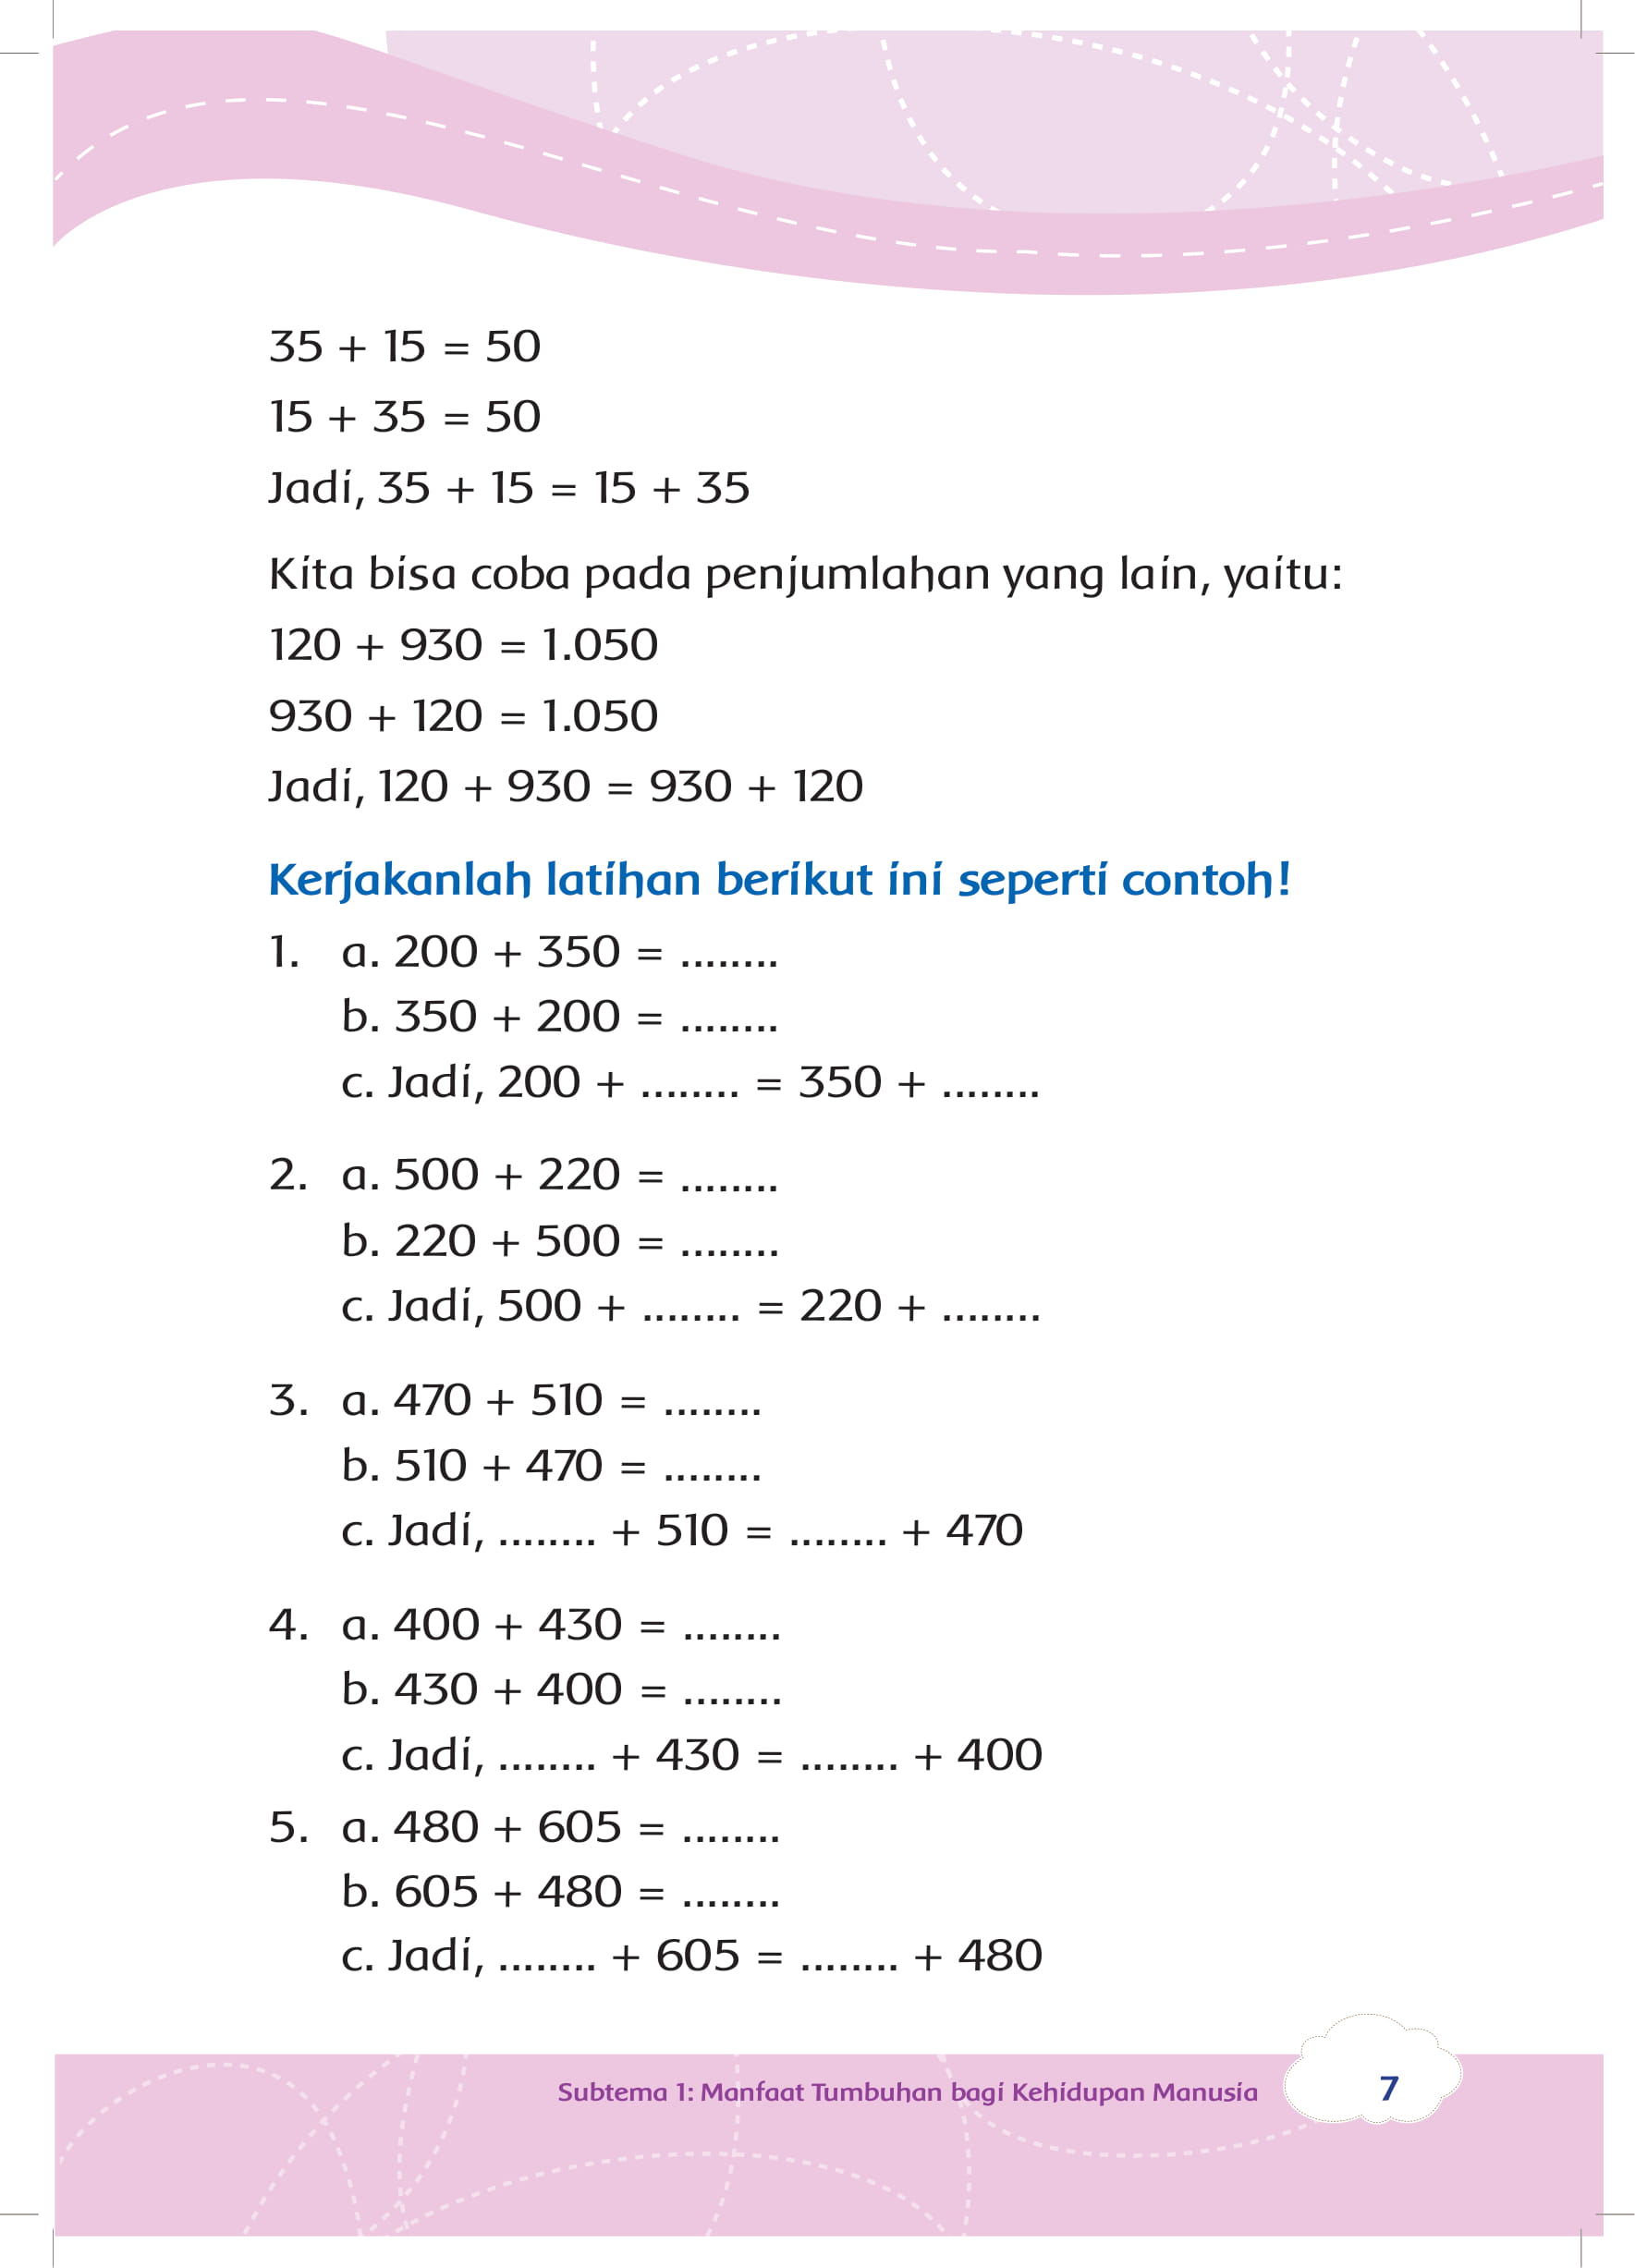 35 + 15 = 50
15 + 35 = 50
Jadi, 35 + 15 = 15 + 35
Kita bisa coba pada penjumlahan yang lain, yaitu:
120 + 930 = 1.050
930 + 120 = 1.050
Jadi, 120 + 930 = 930 + 120
Kerjakanlah latihan berikut ini seperti contoh!
1. a. 200 + 350 = ........
b. 350 + 200 = ........
c. Jadi, 200 + ........ = 350 + ........
2. a. 500 + 220 = ........
b. 220 + 500 = ........
c. Jadi, 500 + ........ = 220 + ........
3. a. 470 + 510 = ........
b. 510 + 470 = ........
c. Jadi, ........ + 510 = ........ + 470
4. a. 400 + 430 = ........
b. 430 + 400 = ........
c. Jadi, ........ + 430 = ........ + 400
5. a. 480 + 605 = ........
b. 605 + 480 = ........
c. Jadi, ........ + 605 = ........ + 480
Subtema 1: Manfaat Tumbuhan bagi Kehidupan Manusia 7